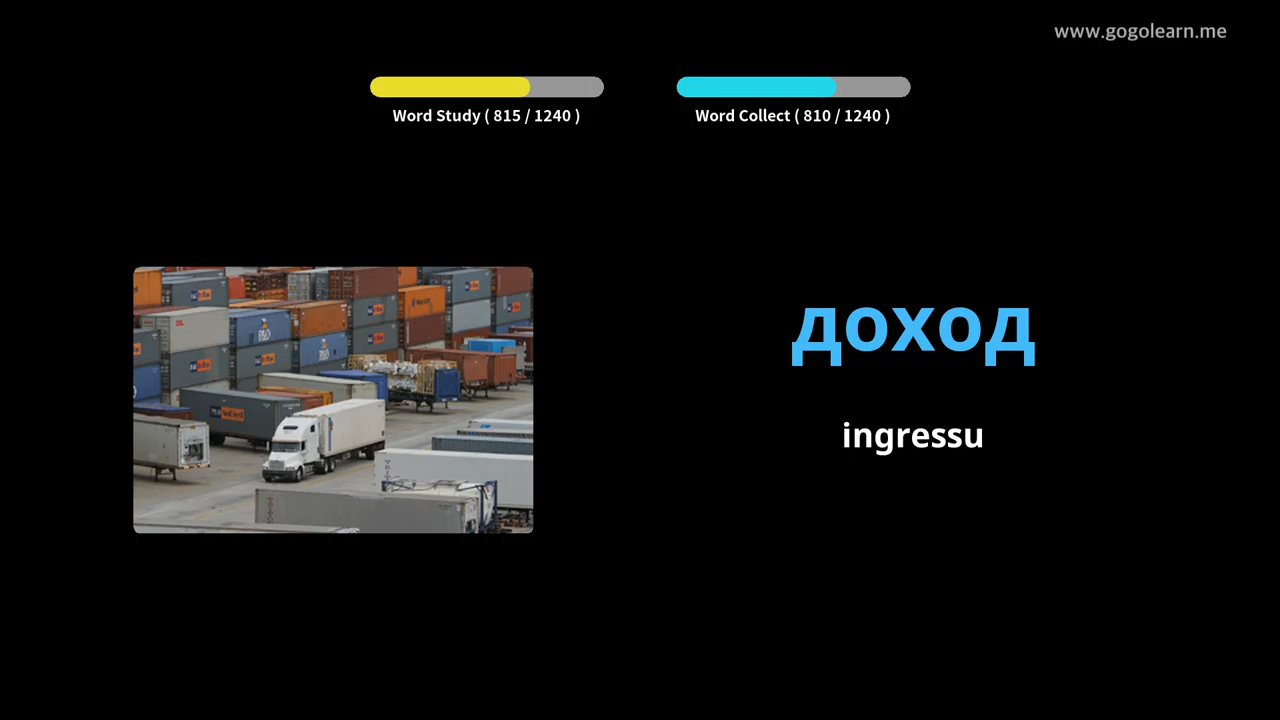 www.gogolearn.me
Word Study ( 815 / 1240 )
Word Collect ( 810 / 1240 )
доход
ingressu
P&O